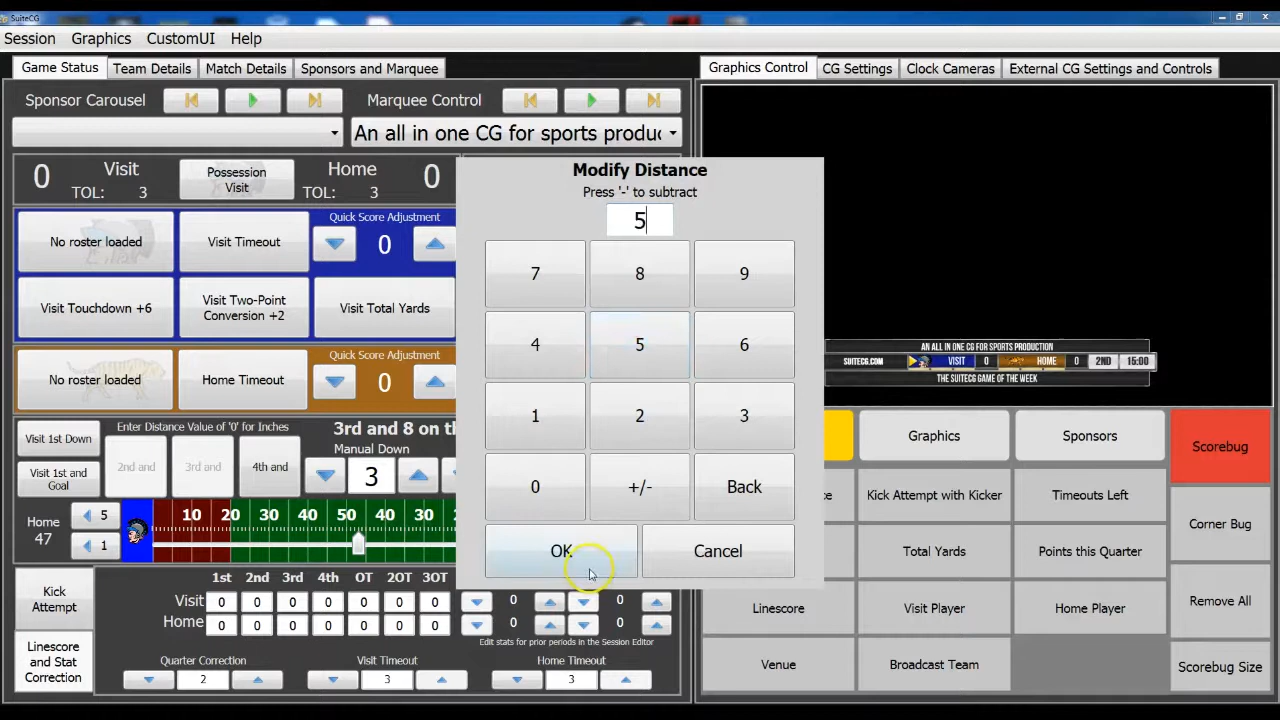 SuiteCG
Session Graphics CustomUI Help
Game Status Team Details Match Details Sponsors and Marquee
Graphics Control CG Settings Clock Cameras External CG Settings and Controls
Sponsor Carousel Marquee Control
An all in one CG for sports produc
0 Visit TOL: 3 Possession Visit Home TOL: 3 0
Modify Distance
Press '-' to subtract
5
7 8 9
4 5 6
1 2 3
0 +/- Back
OK Cancel
No roster loaded Visit Timeout Quick Score Adjustment 0
Visit Touchdown +6 Visit Two-Point Conversion +2 Visit Total Yards
No roster loaded Home Timeout Quick Score Adjustment 0
Visit 1st Down Enter Distance Value of '0' for Inches 3rd and 8 on th
Manual Down
Visit 1st and Goal 2nd and 3rd and 4th and 3
Home 47 5 1
10 20 30 40 50 40 30
1st 2nd 3rd 4th OT 2OT 3OT
Visit 0 0 0 0 0 0 0 0 0
Home 0 0 0 0 0 0 0 0 0
Kick Attempt
Linescore and Stat Correction
Edit stats for prior periods in the Session Editor
Quarter Correction Visit Timeout Home Timeout
2 3 3
AN ALL IN ONE CG FOR SPORTS PRODUCTION
SUITECG.COM VISIT 0 HOME 0 2ND 15:00
THE SUITECG GAME OF THE WEEK
Graphics Sponsors Scorebug
Kick Attempt with Kicker Timeouts Left Corner Bug
Total Yards Points this Quarter
Linescore Visit Player Home Player Remove All
Venue Broadcast Team Scorebug Size